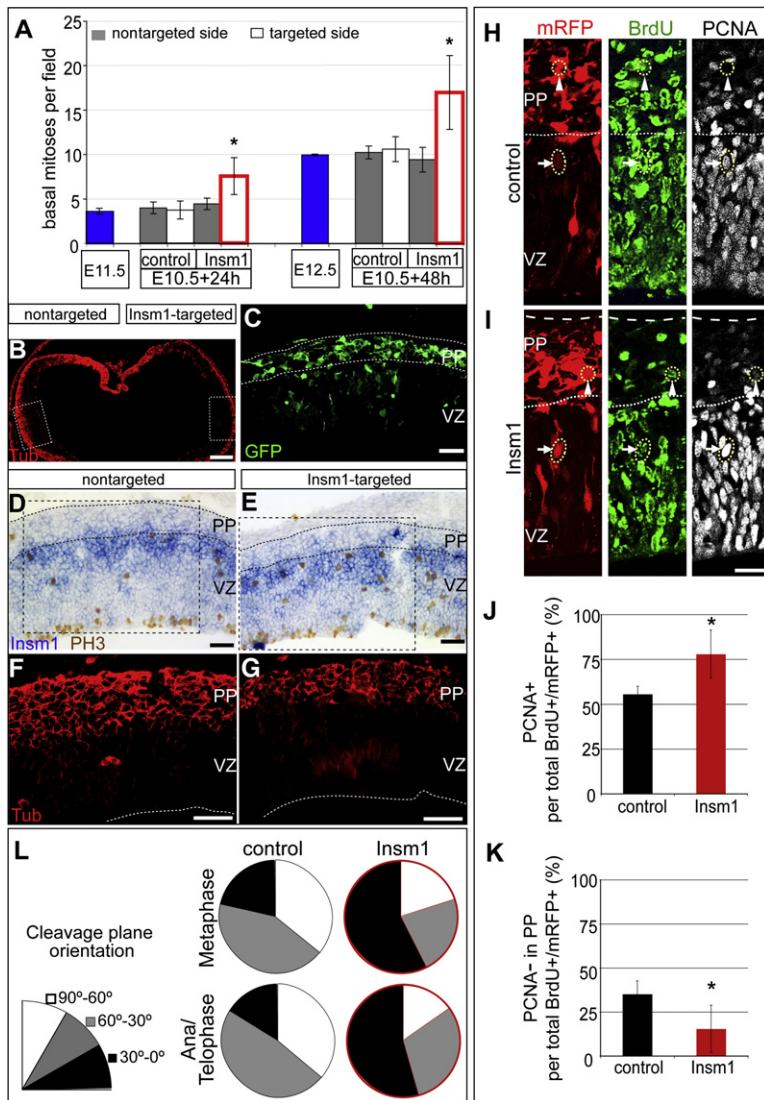 A
nontargeted side
targeted side
basal mitoses per field
25
20
15
10
5
0
*
*
control
Insm1
control
Insm1
E11.5
E10.5+24h
E12.5
E10.5+48h
nontargeted
Insm1-targeted
B
Tub
C
PP
VZ
GFP
nontargeted
Insm1-targeted
D
PP
VZ
Insm1 PH3
E
PP
VZ
F
PP
VZ
Tub
G
PP
VZ
L
control
Insm1
Cleavage plane
orientation
90º-60º
60º-30º
30º-0º
Metaphase
Ana/
Telophase
H
mRFP
BrdU
PCNA
PP
control
VZ
I
PP
Insm1
VZ
J
PCNA+
per total BrdU+/mRFP+ (%)
100
75
50
25
0
*
control
Insm1
K
PCNA- in PP
per total BrdU+/mRFP+ (%)
100
75
50
25
0
*
control
Insm1